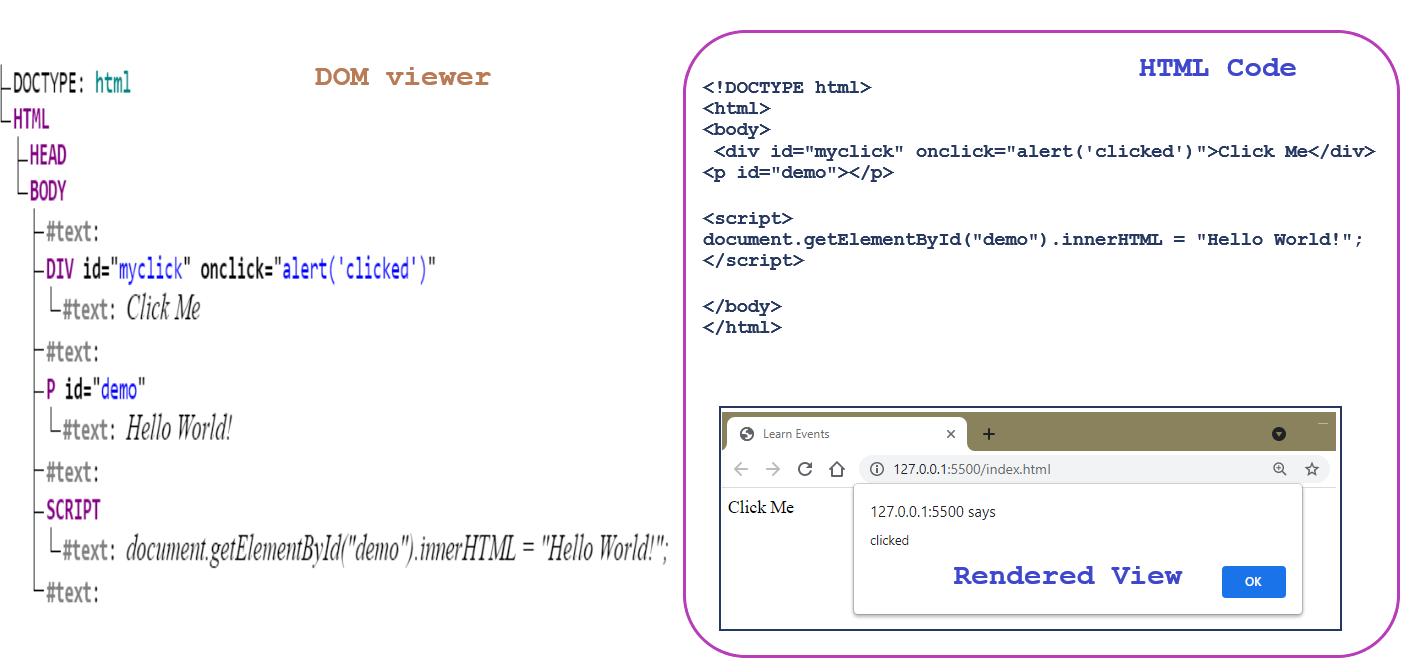 DOM viewer
DOCTYPE: html
HTML
HEAD
BODY
#text:
DIV id="myclick" onclick="alert('clicked')"
#text: Click Me
#text:
P id="demo"
#text: Hello World!
#text:
SCRIPT
#text: document.getElementById("demo").innerHTML = "Hello World!";
#text:
HTML Code
<!DOCTYPE html>
<html>
<body>
<div id="myclick" onclick="alert('clicked')">Click Me</div>
<p id="demo"></p>
<script>
document.getElementById("demo").innerHTML = "Hello World!";
</script>
</body>
</html>
Learn Events
127.0.0.1:5500/index.html
Click Me
127.0.0.1:5500 says
clicked
Rendered View
OK